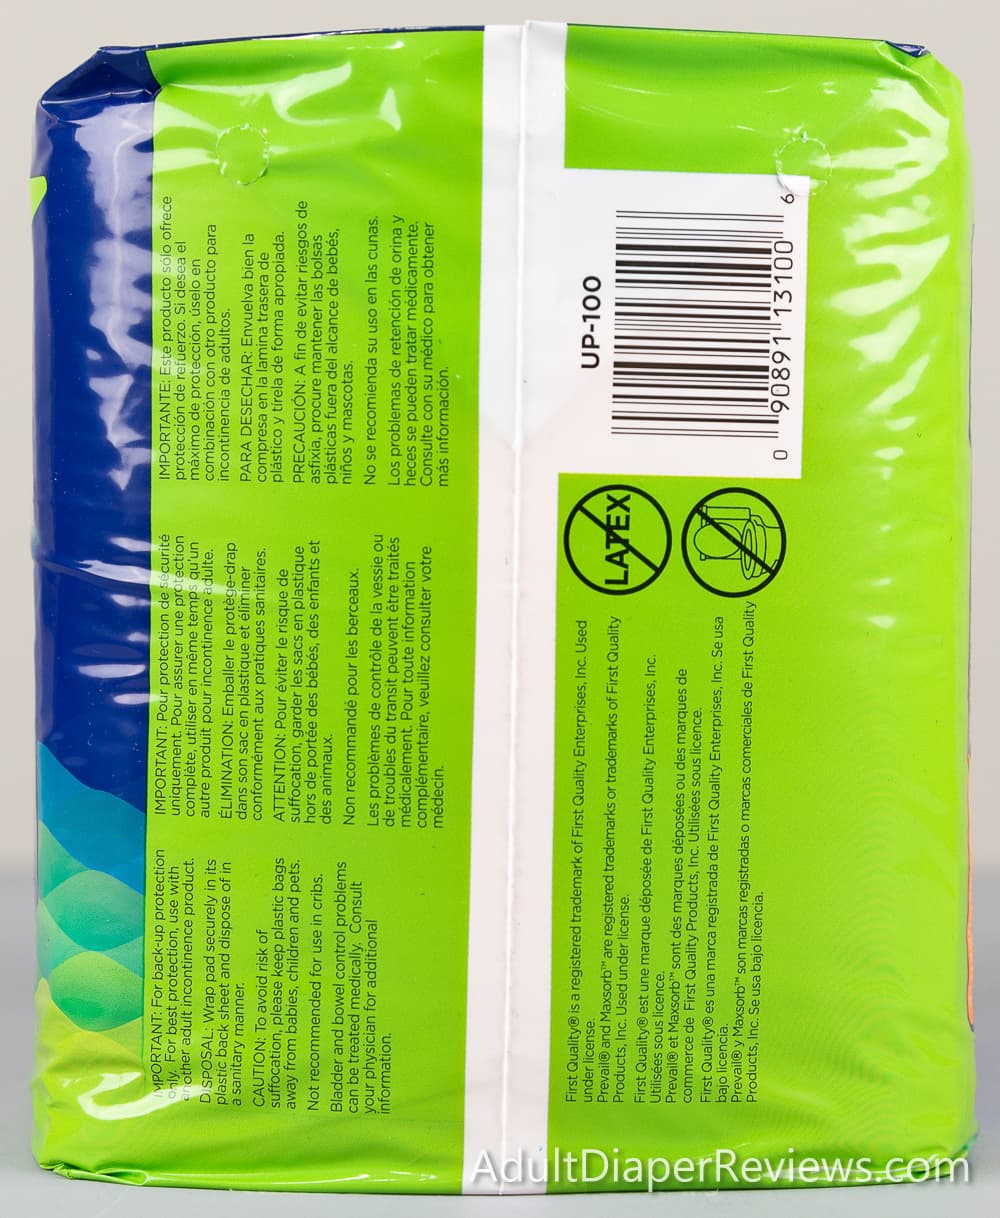 IMPORTANT: For back-up protection
only. For best protection, use with
another adult incontinence product.
DISPOSAL: Wrap pad securely in its
plastic back sheet and dispose of in
a sanitary manner.
CAUTION: To avoid risk of
suffocation, please keep plastic bags
away from babies, children and pets.
Not recommended for use in cribs.
Bladder and bowel control problems
can be treated medically. Consult
your physician for additional
information.
IMPORTANT: Pour protection de sécurité
uniquement. Pour assurer une protection
complète, utiliser en même temps qu'un
autre produit pour incontinence adulte.
ÉLIMINATION: Emballer le protège-drap
dans son sac en plastique et éliminer
conformément aux pratiques sanitaires.
ATTENTION: Pour éviter le risque de
suffocation, garder les sacs en plastique
hors de portée des bébés, des enfants et
des animaux.
Non recommandé pour les berceaux.
Les problèmes de contrôle de la vessie ou
de troubles du transit peuvent être traités
médicalement. Pour toute information
complémentaire, veuillez consulter votre
médecin.
IMPORTANTE: Este producto sólo ofrece
protección de refuerzo. Si desea el
máximo de protección, úselo en
combinación con otro producto para
incontinencia de adultos.
PARA DESECHAR: Envuelva bien la
compresa en la lamina trasera de
plástico y tírela de forma apropiada.
PRECAUCIÓN: A fin de evitar riesgos de
asfixia, procure mantener las bolsas
plásticas fuera del alcance de bebés,
niños y mascotas.
No se recomienda su uso en las cunas.
Los problemas de retención de orina y
heces se pueden tratar médicamente.
Consulte con su médico para obtener
más información.
First Quality® is a registered trademark of First Quality Enterprises, Inc. Used
under license.
Prevail® and Maxsorb™ are registered trademarks or trademarks of First Quality
Products, Inc. Used under license.
First Quality® est une marque déposée de First Quality Enterprises, Inc.
Utilisées sous licence.
Prevail® et Maxsorb™ sont des marques déposées ou des marques de
commerce de First Quality Products, Inc. Utilisées sous licence.
First Quality® es una marca registrada de First Quality Enterprises, Inc. Se usa
bajo licencia.
Prevail® y Maxsorb™ son marcas registradas o marcas comerciales de First Quality
Products, Inc. Se usa bajo licencia.
LATEX
UP-100
0 90891 13100 6
AdultDiaperReviews.com